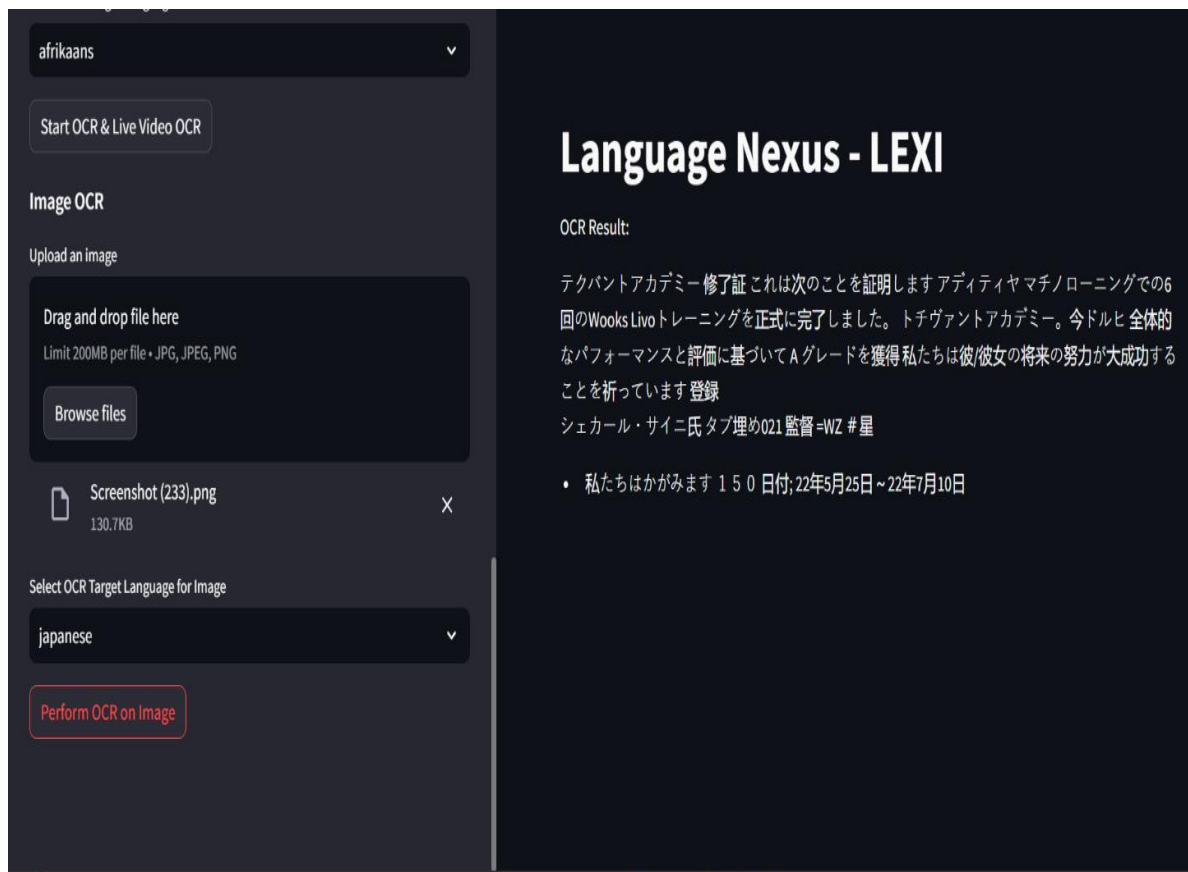 afrikaans
Start OCR & Live Video OCR
Image OCR
Upload an image
Drag and drop file here
Limit 200MB per file • JPG, JPEG, PNG
Browse files
Screenshot (233).png
130.7KB
Select OCR Target Language for Image
japanese
Perform OCR on Image
Language Nexus - LEXI
OCR Result:
テクバントアカデミー 修了証 これは次のことを証明します アディティヤ マチノローニングでの6
回のWooks Livoトレーニングを正式に完了しました。 トチヴァントアカデミー。今ドルヒ 全体的
なパフォーマンスと評価に基づいて A グレードを獲得 私たちは彼/彼女の将来の努力が大成功する
ことを祈っています 登録
シェカール・サイニ氏 タブ埋め021 監督 =WZ # 星
• 私たちはかがみます １５０ 日付; 22年5月25日 ~ 22年7月10日